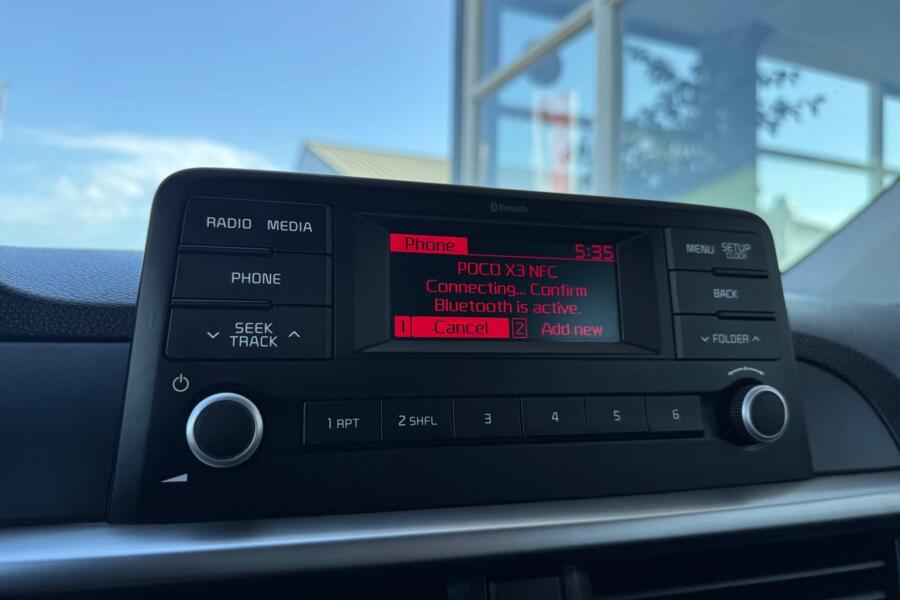 Bluetooth
RADIO MEDIA
PHONE
SEEK
TRACK
Phone 5:35
POCO X3 NFC
Connecting... Confirm
Bluetooth is active.
1 Cancel 2 Add new
MENU SETUP
CLOCK
BACK
FOLDER
1 RPT 2 SHFL 3 4 5 6